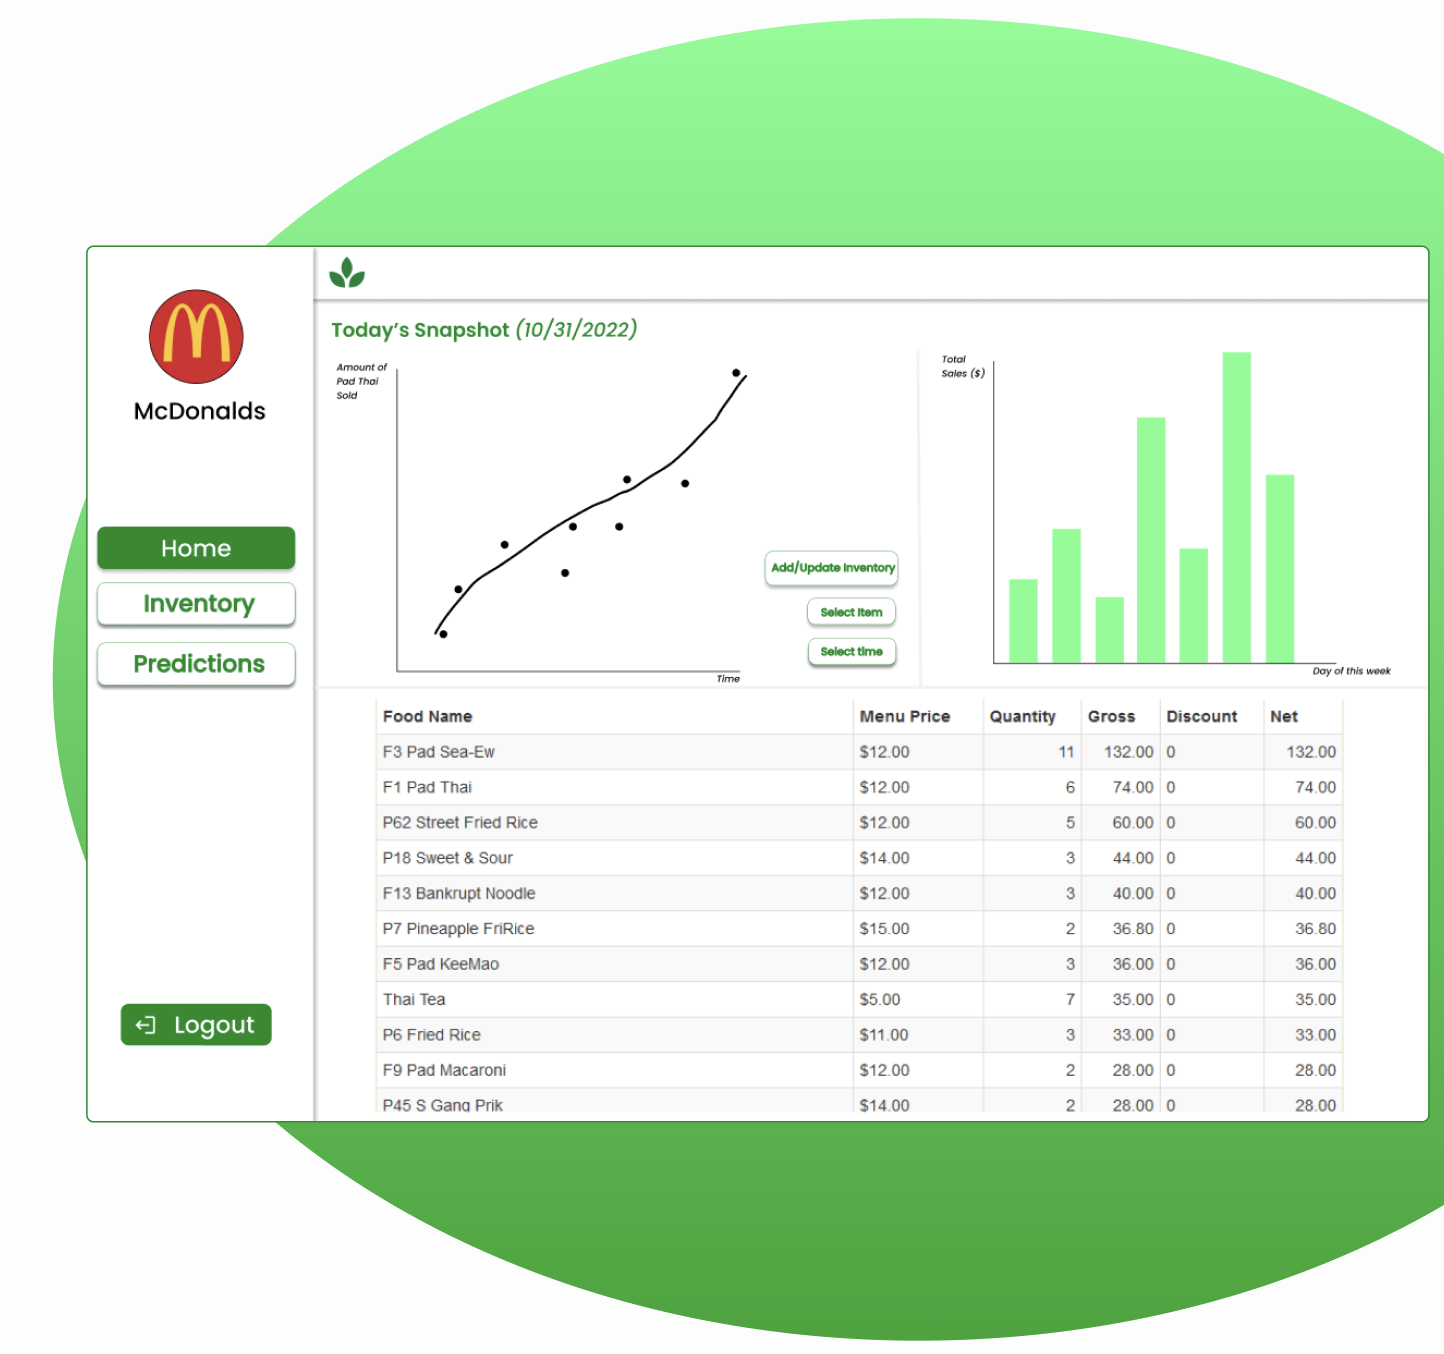 McDonalds
Home
Inventory
Predictions
Logout
Today's Snapshot (10/31/2022)
Amount of
Pad Thai
Sold
Time
Add/Update Inventory
Select Item
Select time
Total
Sales ($)
Day of this week
Food Name Menu Price Quantity Gross Discount Net
F3 Pad Sea-Ew $12.00 11 132.00 0 132.00
F1 Pad Thai $12.00 6 74.00 0 74.00
P62 Street Fried Rice $12.00 5 60.00 0 60.00
P18 Sweet & Sour $14.00 3 44.00 0 44.00
F13 Bankrupt Noodle $12.00 3 40.00 0 40.00
P7 Pineapple FriRice $15.00 2 36.80 0 36.80
F5 Pad KeeMao $12.00 3 36.00 0 36.00
Thai Tea $5.00 7 35.00 0 35.00
P6 Fried Rice $11.00 3 33.00 0 33.00
F9 Pad Macaroni $12.00 2 28.00 0 28.00
P45 S Gang Prik $14.00 2 28.00 0 28.00